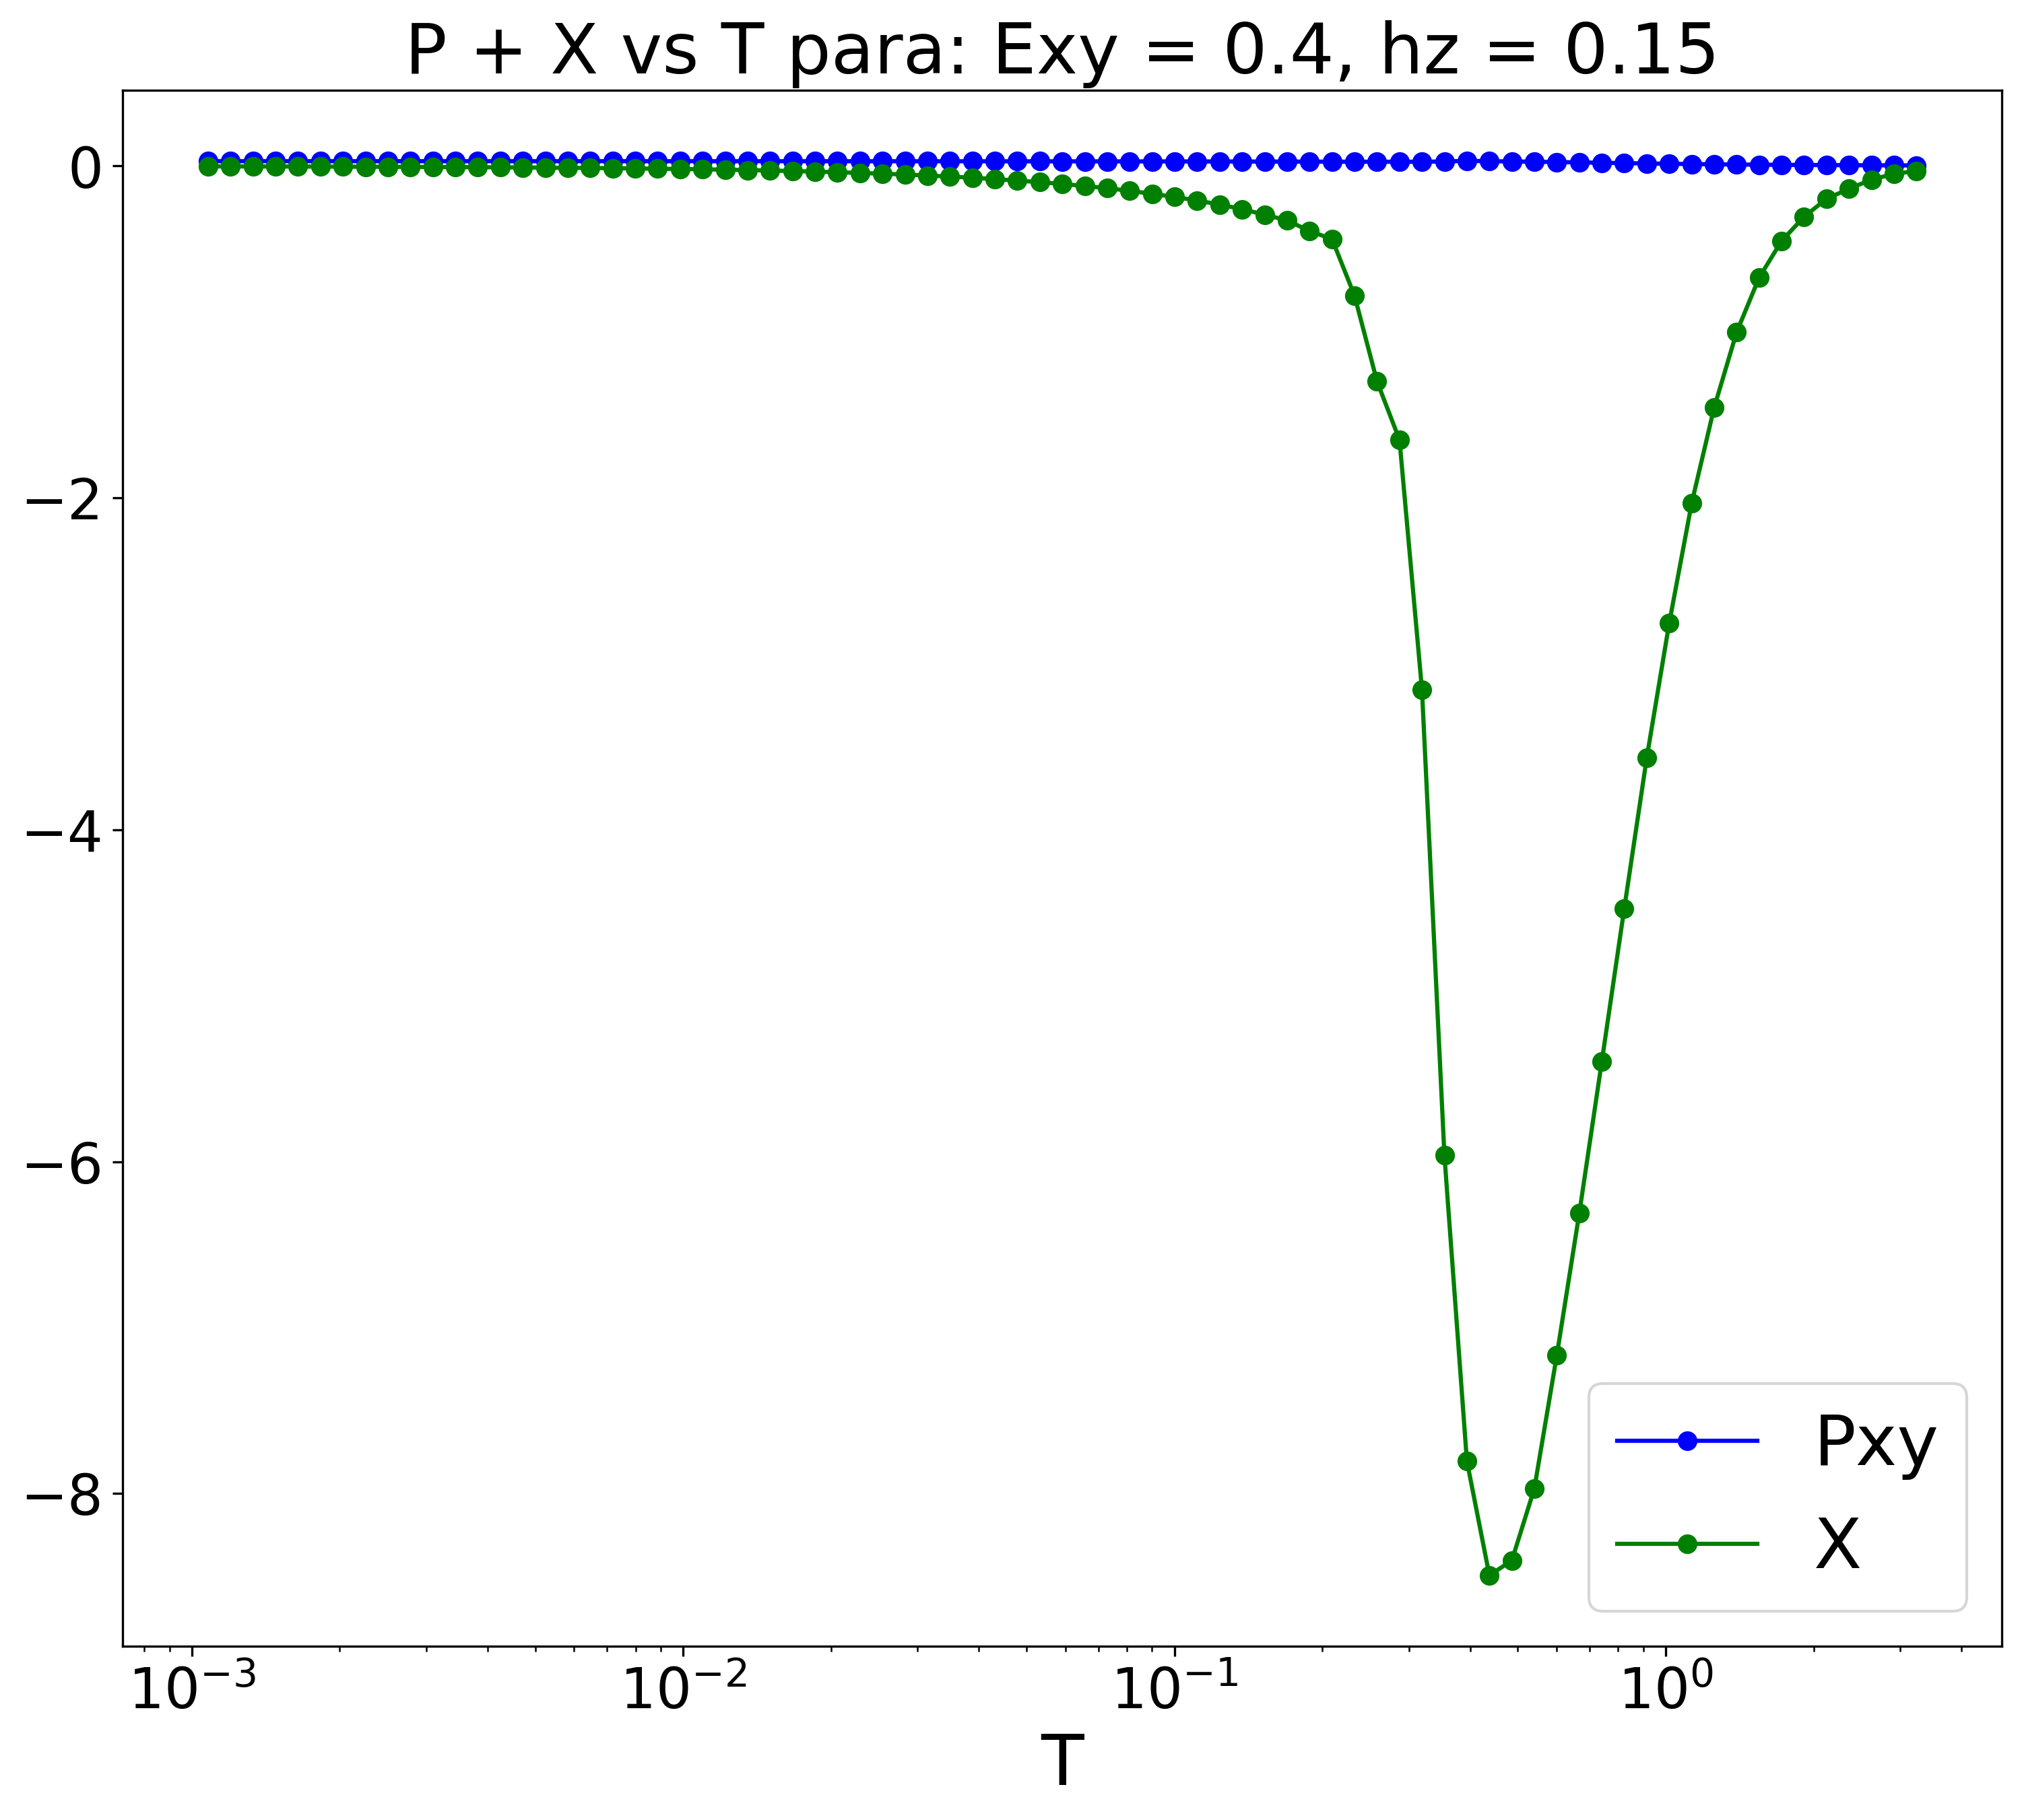 P + X vs T para: Exy = 0.4, hz = 0.15
0
−2
−4
−6
−8
10⁻³
10⁻²
10⁻¹
10⁰
T
Pxy
X